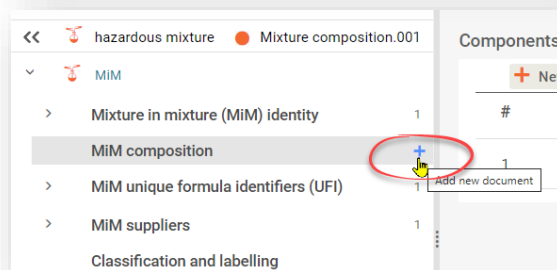 hazardous mixture Mixture composition.001
Components
MiM
New
Mixture in mixture (MiM) identity 1
#
MiM composition +
1
Add new document
MiM unique formula identifiers (UFI) 1
MiM suppliers 1
Classification and labelling